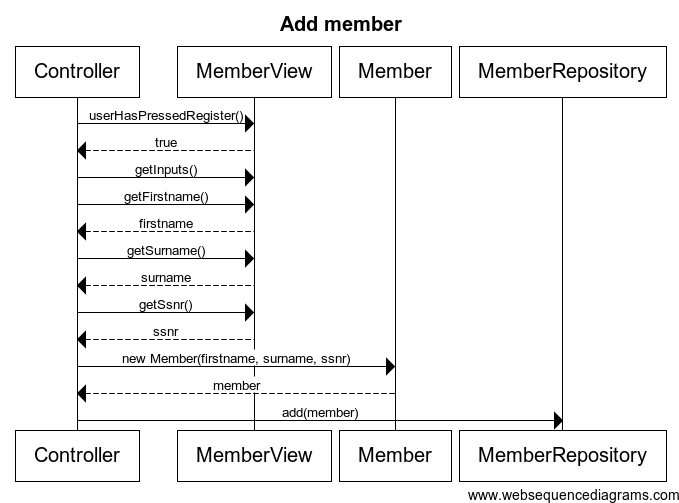 Add member
Controller MemberView Member MemberRepository
userHasPressedRegister()
true
getInputs()
getFirstname()
firstname
getSurname()
surname
getSsnr()
ssnr
new Member(firstname, surname, ssnr)
member
add(member)
Controller MemberView Member MemberRepository
www.websequencediagrams.com